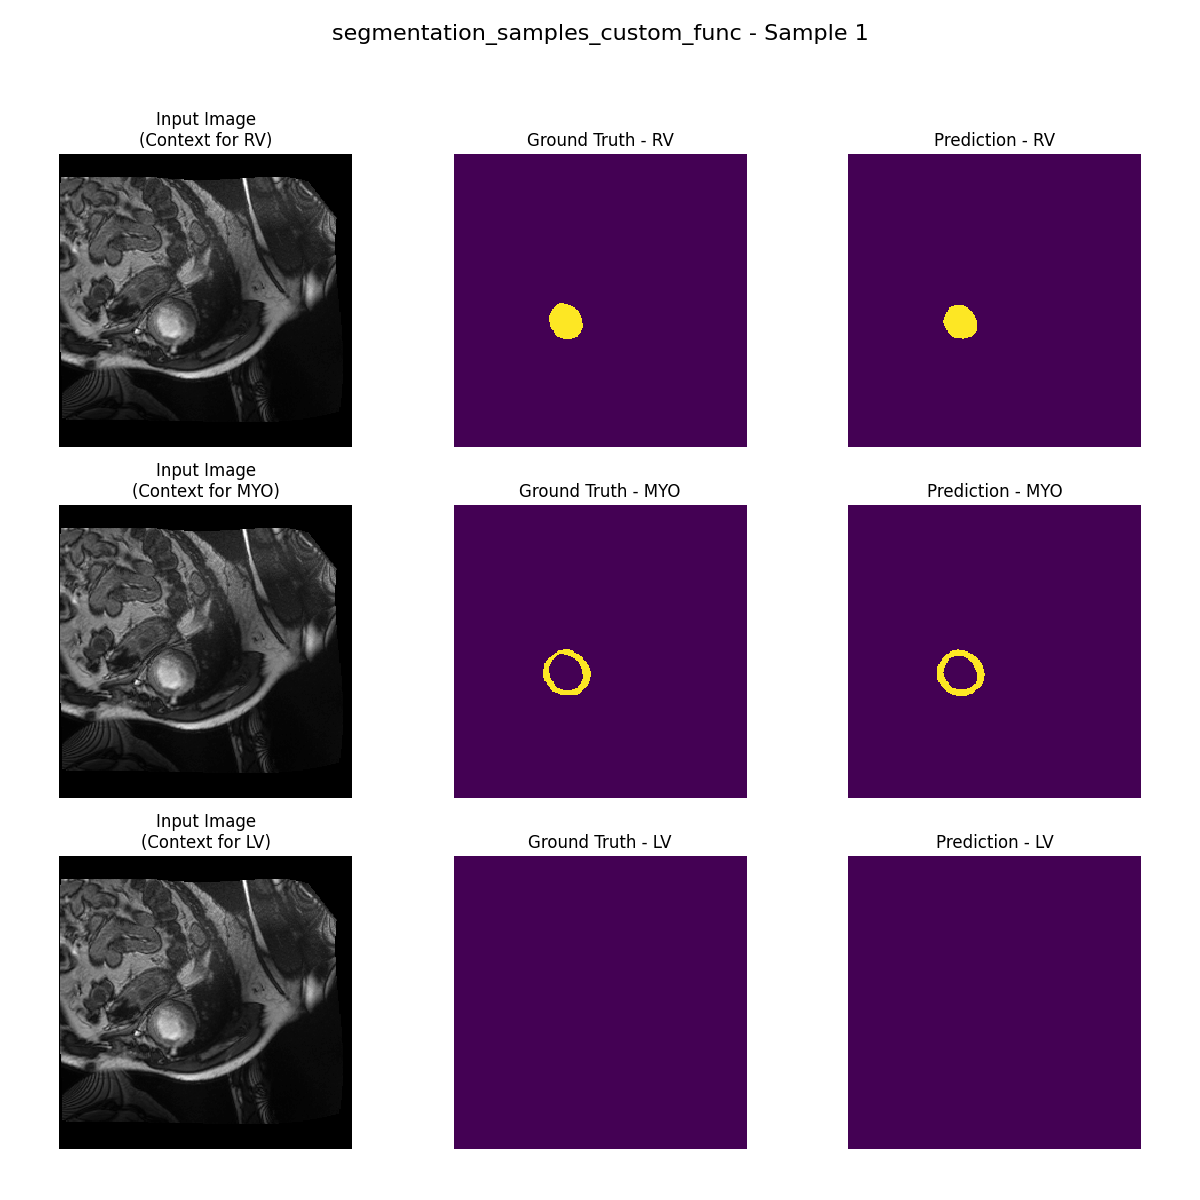 segmentation_samples_custom_func - Sample 1
Input Image
(Context for RV)
Ground Truth - RV
Prediction - RV
Input Image
(Context for MYO)
Ground Truth - MYO
Prediction - MYO
Input Image
(Context for LV)
Ground Truth - LV
Prediction - LV